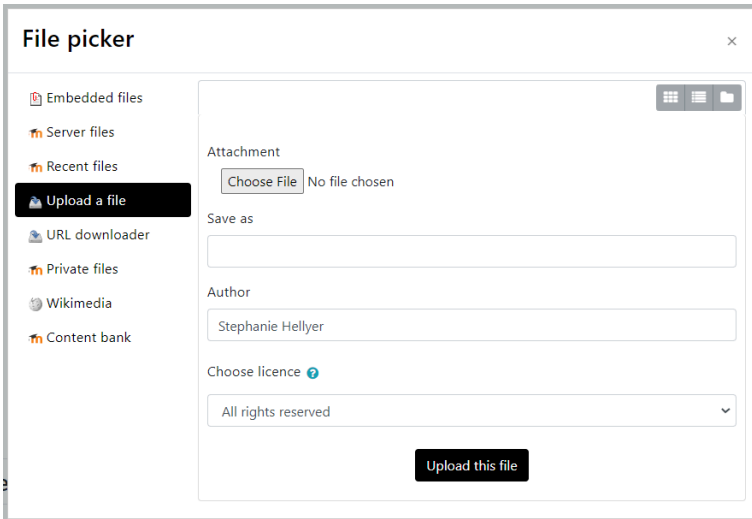 File picker
×
Embedded files
Server files
Recent files
Upload a file
URL downloader
Private files
Wikimedia
Content bank
Attachment
Choose File No file chosen
Save as
Author
Stephanie Hellyer
Choose licence ?
All rights reserved
Upload this file
e